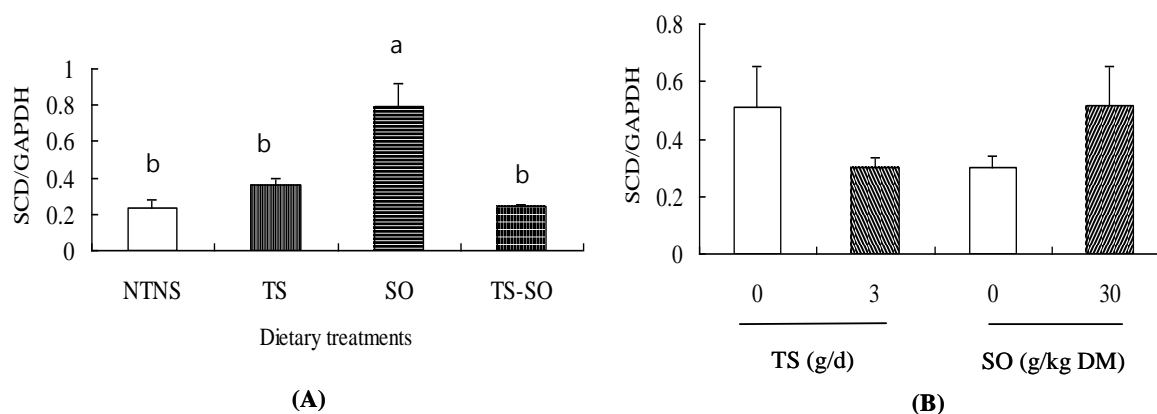 a
b
b
b
SCD/GAPDH
1
0.8
0.6
0.4
0.2
0
NTNS TS SO TS-SO
Dietary treatments
(A)
SCD/GAPDH
0.8
0.6
0.4
0.2
0
0 3 0 30
TS (g/d) SO (g/kg DM)
(B)